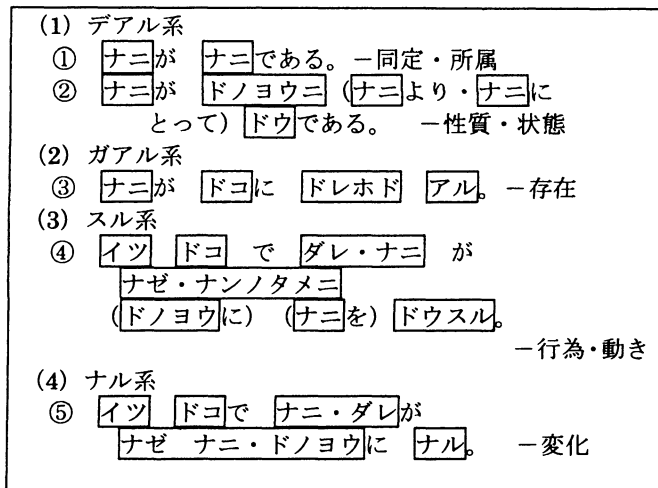 (1) デアル系
① ナニが ナニである。－同定・所属
② ナニが ドノヨウニ (ナニより・ナニに
とって) ドウである。 －性質・状態
(2) ガアル系
③ ナニが ドコに ドレホド アル。－存在
(3) スル系
④ イツ ドコ で ダレ・ナニ が
ナゼ・ナンノタメニ
(ドノヨウに) (ナニを) ドウスル。
－行為・動き
(4) ナル系
⑤ イツ ドコで ナニ・ダレが
ナゼ ナニ・ドノヨウに ナル。 －変化